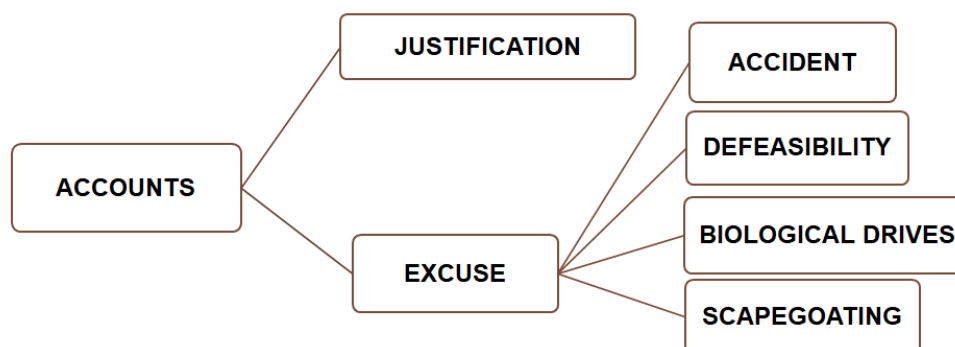 JUSTIFICATION
ACCIDENT
DEFEASIBILITY
ACCOUNTS
BIOLOGICAL DRIVES
EXCUSE
SCAPEGOATING